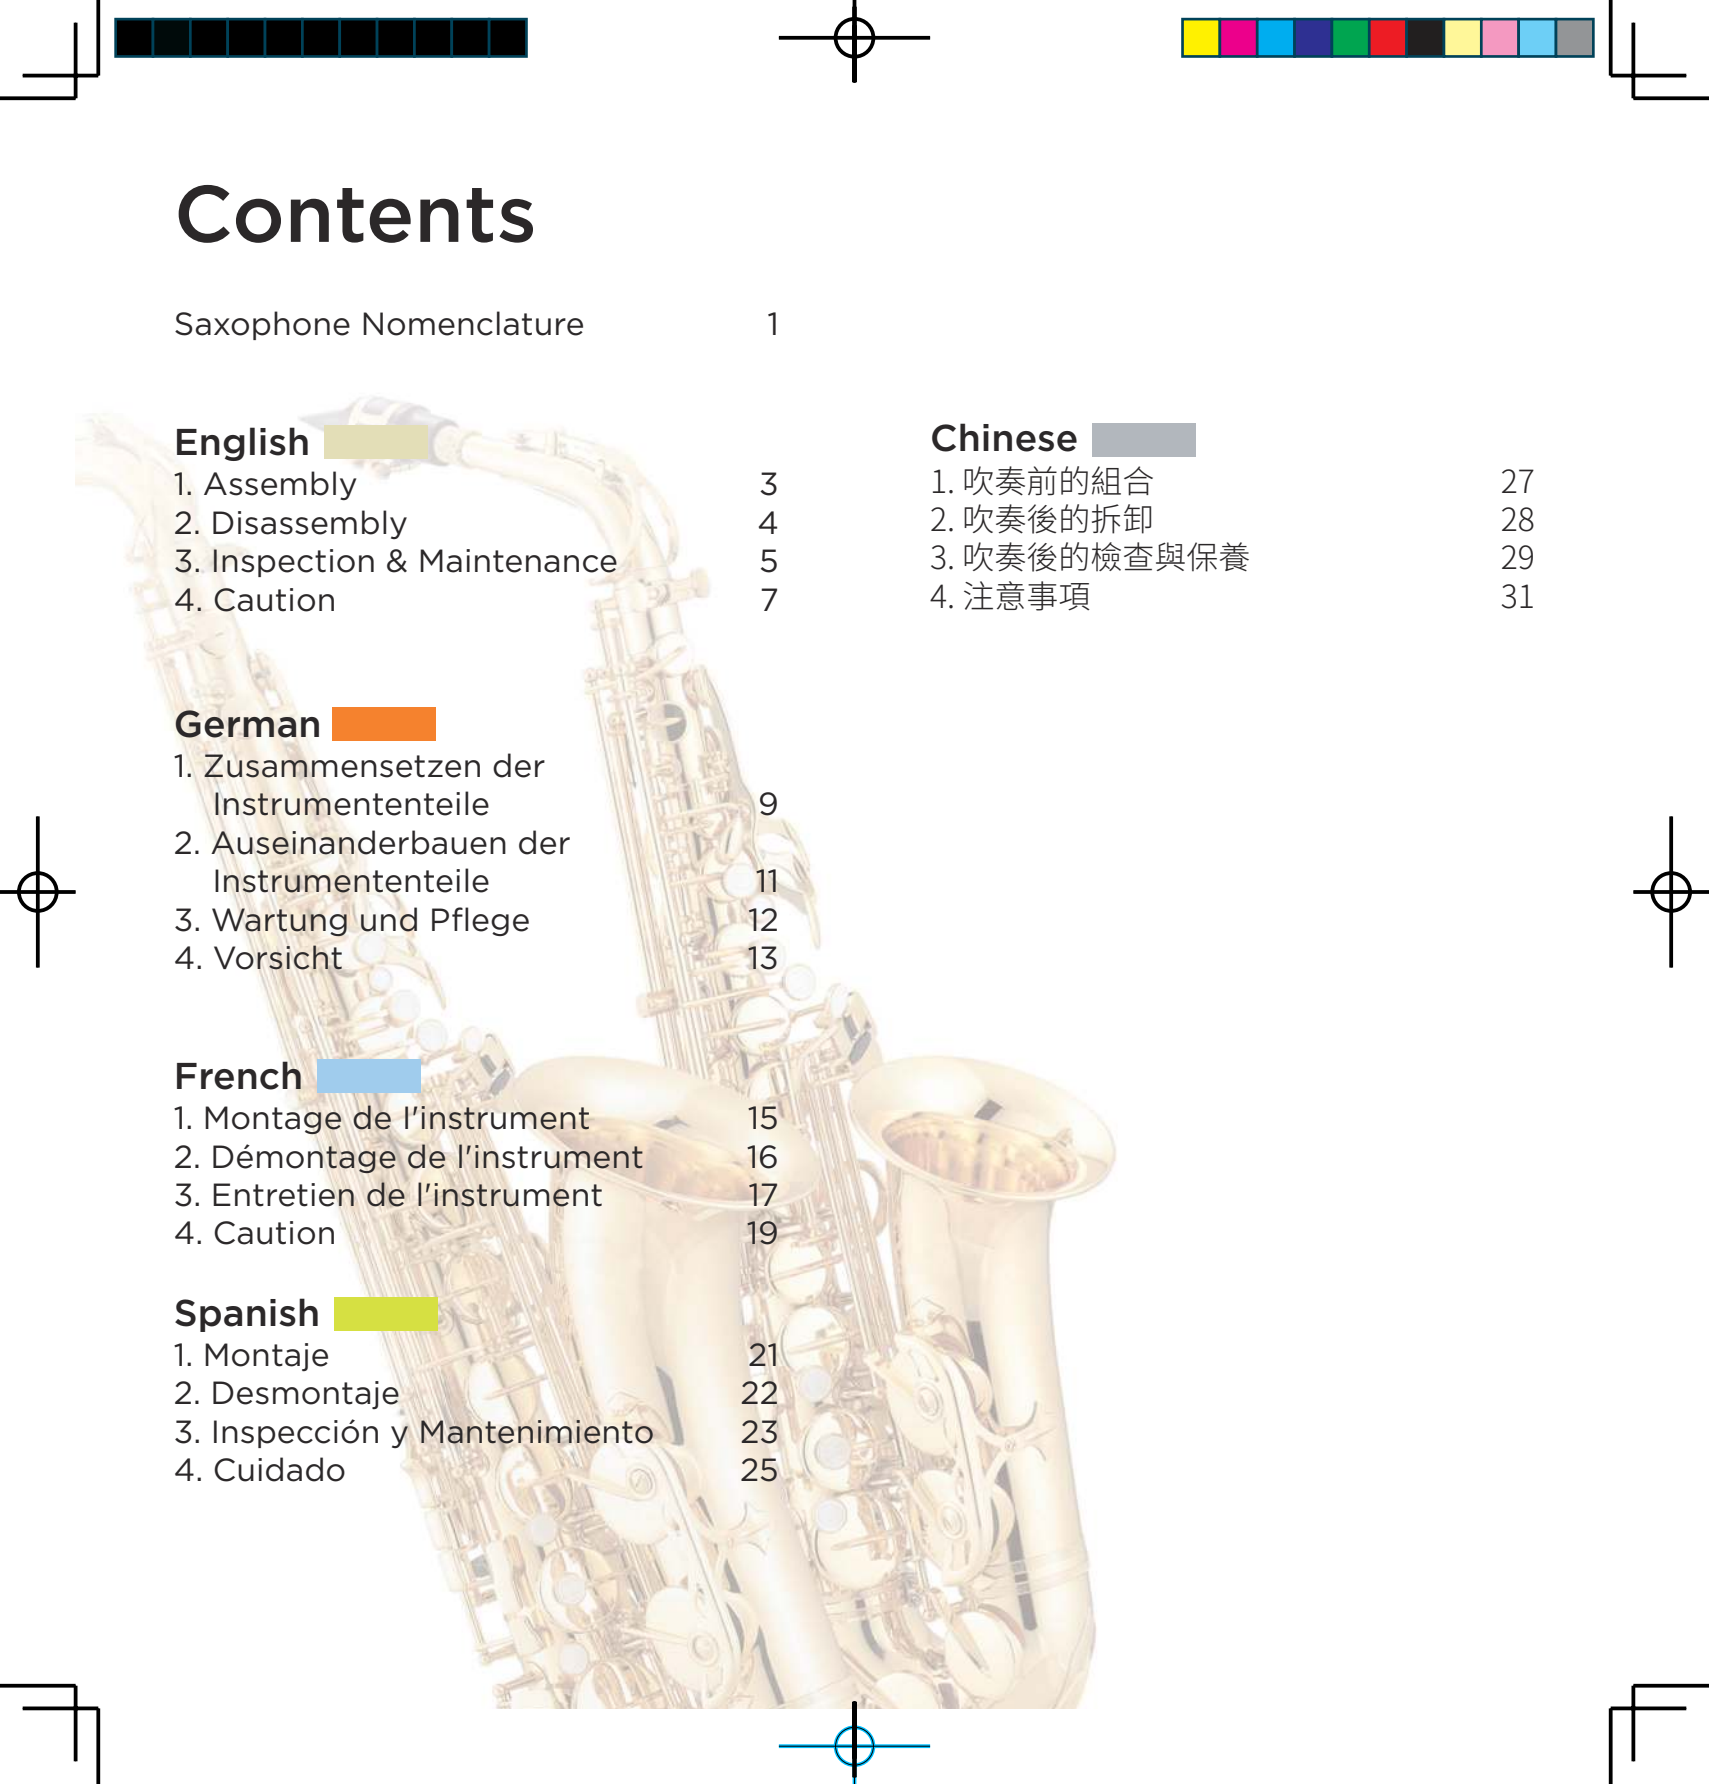 Contents
Saxophone Nomenclature 1
English
1. Assembly 3
2. Disassembly 4
3. Inspection & Maintenance 5
4. Caution 7
German
1. Zusammensetzen der
Instrumententeile 9
2. Auseinanderbauen der
Instrumententeile 11
3. Wartung und Pflege 12
4. Vorsicht 13
French
1. Montage de l'instrument 15
2. Démontage de l'instrument 16
3. Entretien de l'instrument 17
4. Caution 19
Spanish
1. Montaje 21
2. Desmontaje 22
3. Inspección y Mantenimiento 23
4. Cuidado 25
Chinese
1. 吹奏前的組合 27
2. 吹奏後的拆卸 28
3. 吹奏後的檢查與保養 29
4. 注意事項 31